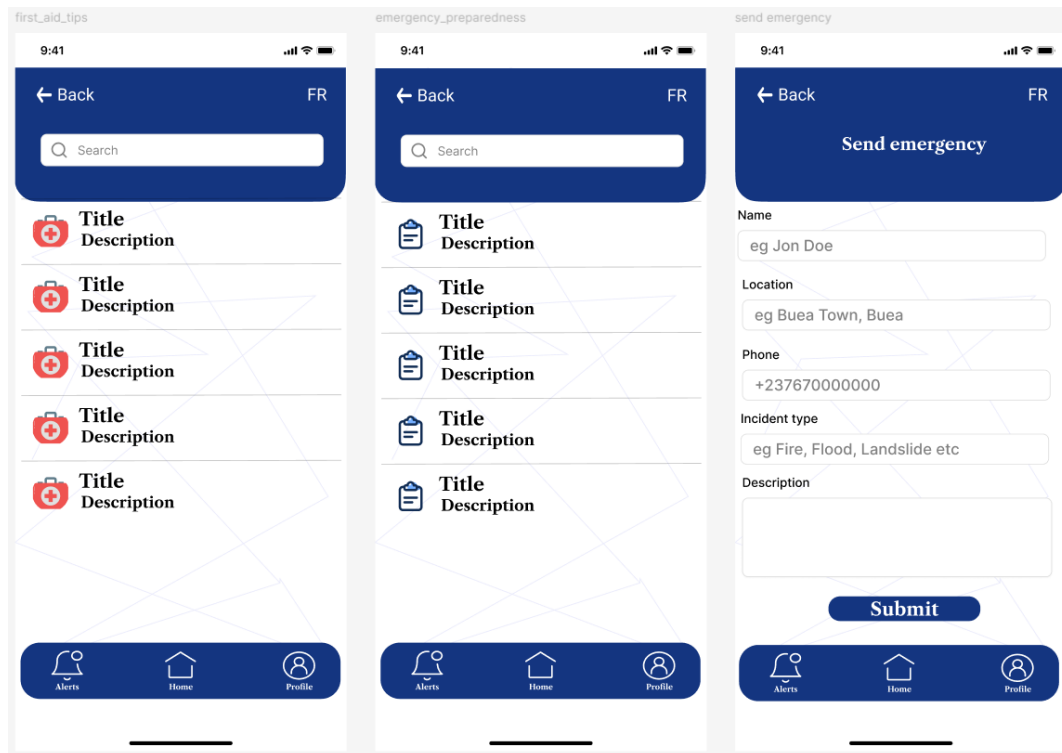 first_aid_tips
9:41
Back
FR
Search
Title
Description
Title
Description
Title
Description
Title
Description
Title
Description
Alerts
Home
Profile
emergency_preparedness
9:41
Back
FR
Search
Title
Description
Title
Description
Title
Description
Title
Description
Title
Description
Alerts
Home
Profile
send emergency
9:41
Back
FR
Send emergency
Name
eg Jon Doe
Location
eg Buea Town, Buea
Phone
+237670000000
Incident type
eg Fire, Flood, Landslide etc
Description
Submit
Alerts
Home
Profile